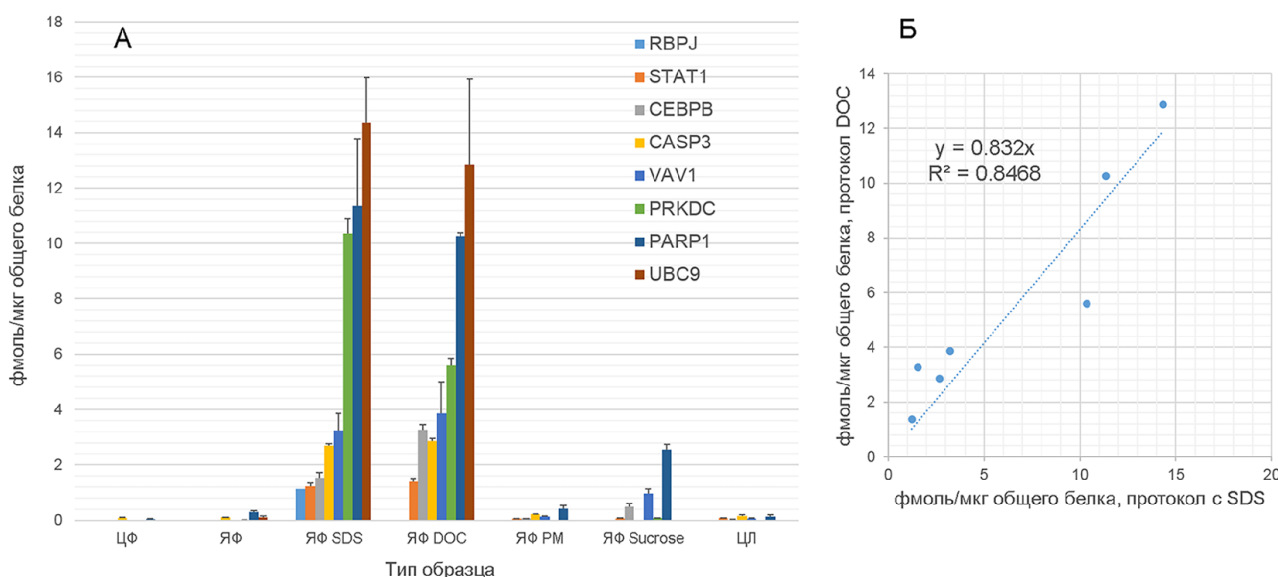 А
18
16
14
12
10
8
6
4
2
0
фмоль/мкг общего белка
RBPJ
STAT1
CEBPB
CASP3
VAV1
PRKDC
PARP1
UBC9
ЦФ ЯФ ЯФ SDS ЯФ DOC ЯФ PM ЯФ Sucrose ЦЛ
Тип образца
Б
14
12
10
8
6
4
2
0
фмоль/мкг общего белка, протокол DOC
y = 0.832x
R² = 0.8468
0 5 10 15 20
фмоль/мкг общего белка, протокол с SDS